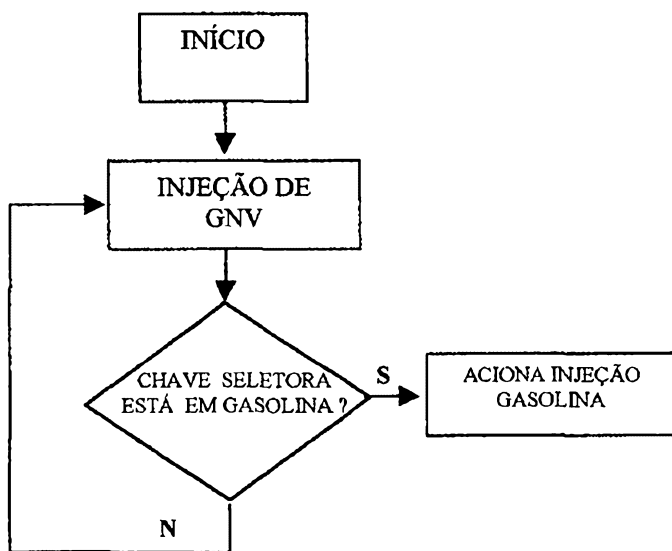 INÍCIO
INJEÇÃO DE
GNV
CHAVE SELETORA
ESTÁ EM GASOLINA ?
S
ACIONA INJEÇÃO
GASOLINA
N